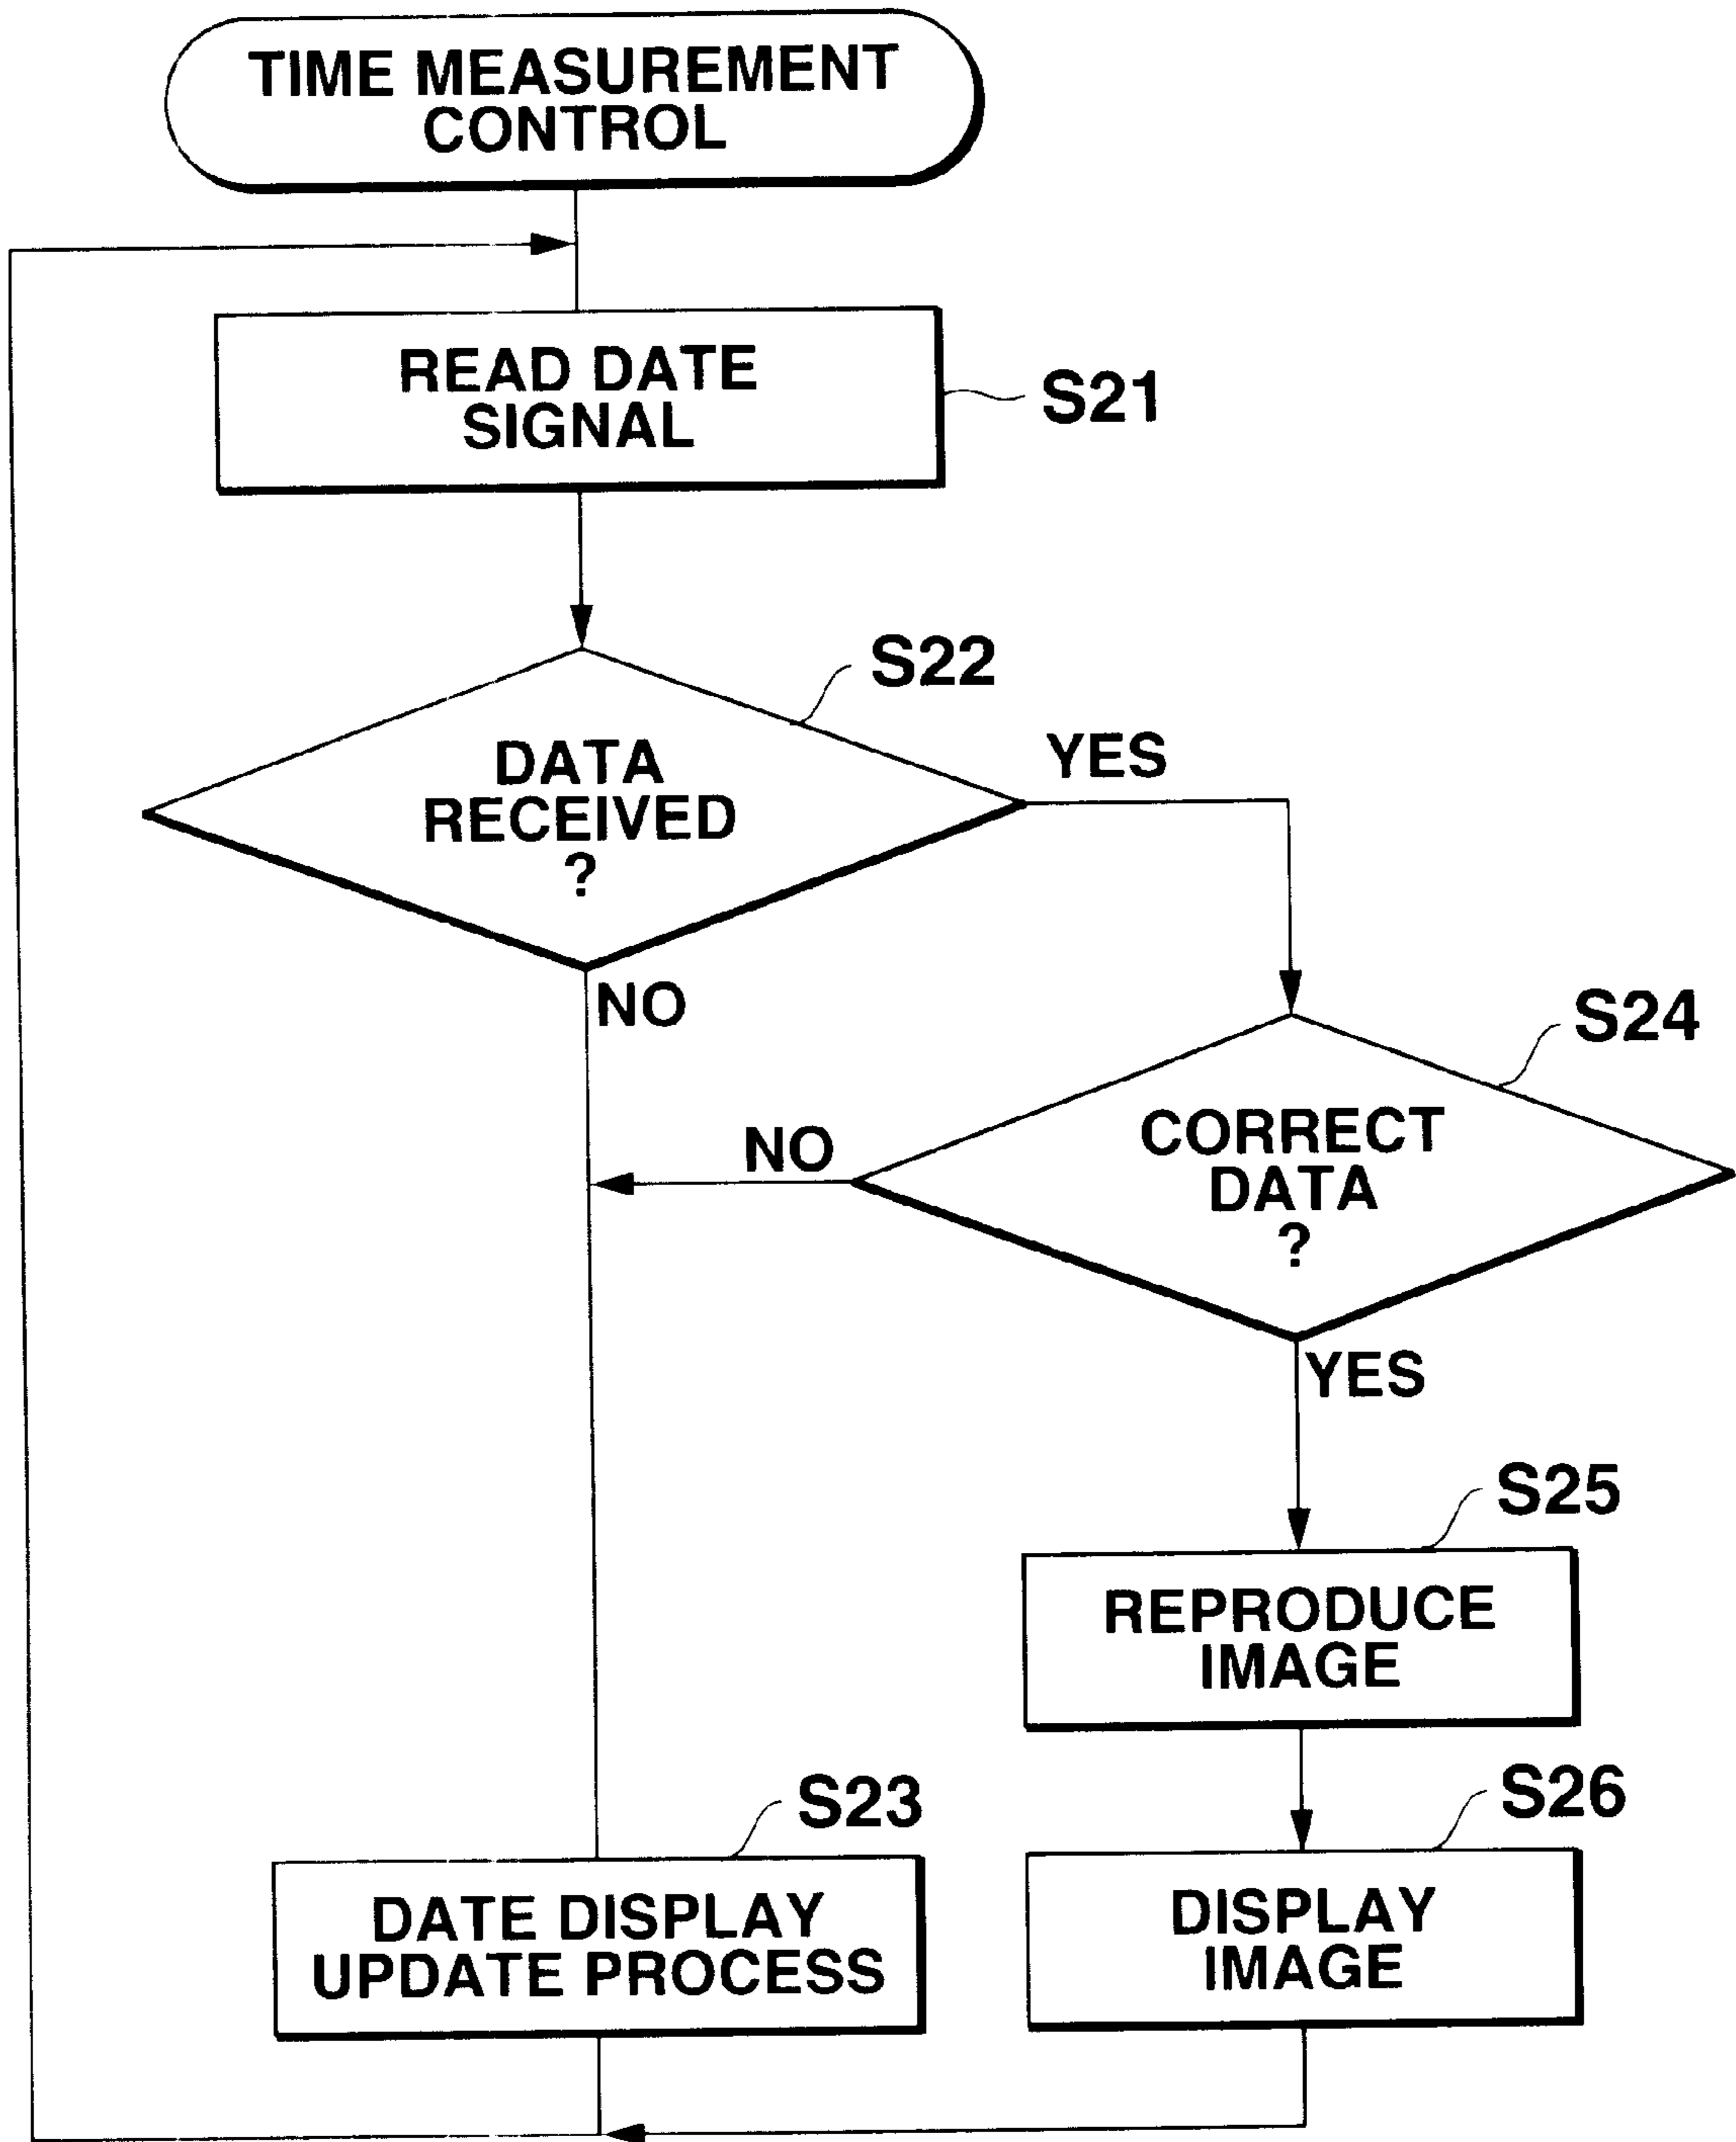 TIME MEASUREMENT
CONTROL
READ DATE
SIGNAL
S21
S22
DATA
RECEIVED
?
YES
NO
S24
CORRECT
DATA
?
NO
YES
S25
REPRODUCE
IMAGE
S23
DATE DISPLAY
UPDATE PROCESS
S26
DISPLAY
IMAGE